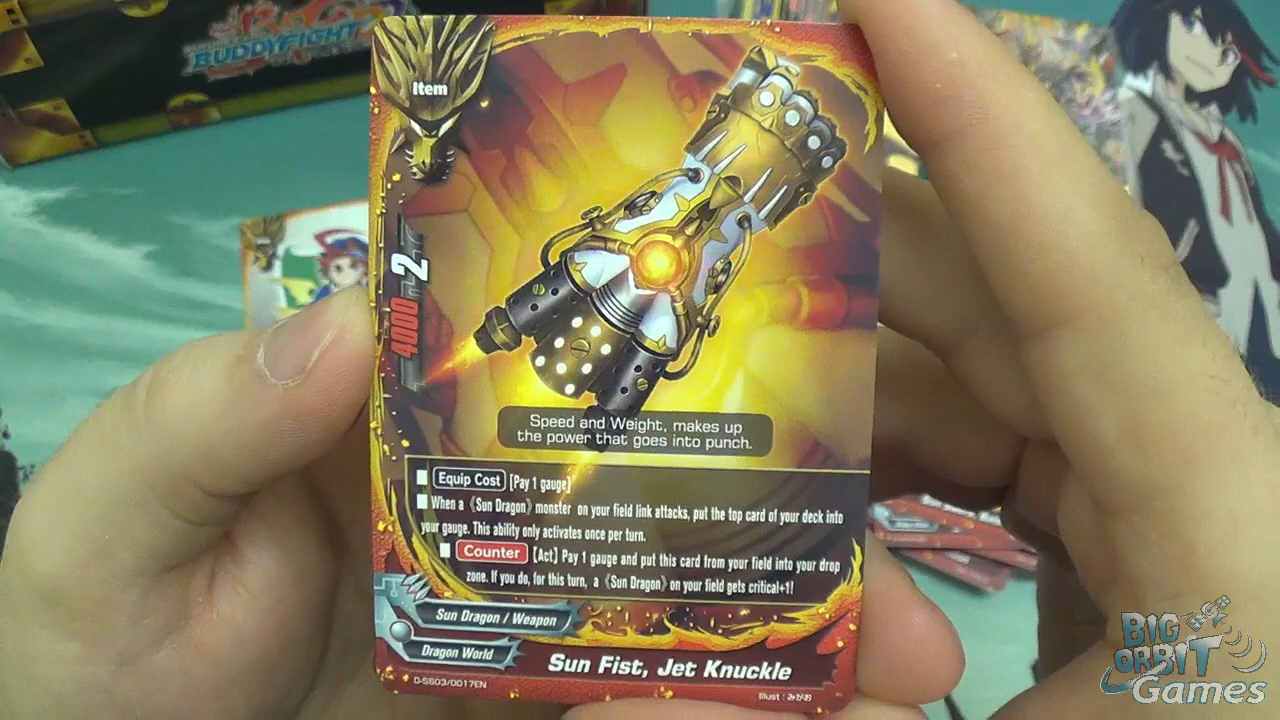 BUDDYFIGHT
Item
2
4000
Speed and Weight, makes up
the power that goes into punch.
Equip Cost [Pay 1 gauge]
When a 《Sun Dragon》 monster on your field link attacks, put the top card of your deck into
your gauge. This ability only activates once per turn.
Counter [Act] Pay 1 gauge and put this card from your field into your drop
zone. If you do, for this turn, a 《Sun Dragon》 on your field gets critical+1!
Sun Dragon / Weapon
Dragon World
Sun Fist, Jet Knuckle
D-SS03/0017EN
Illust : みがお
BIG
ORBIT
Games